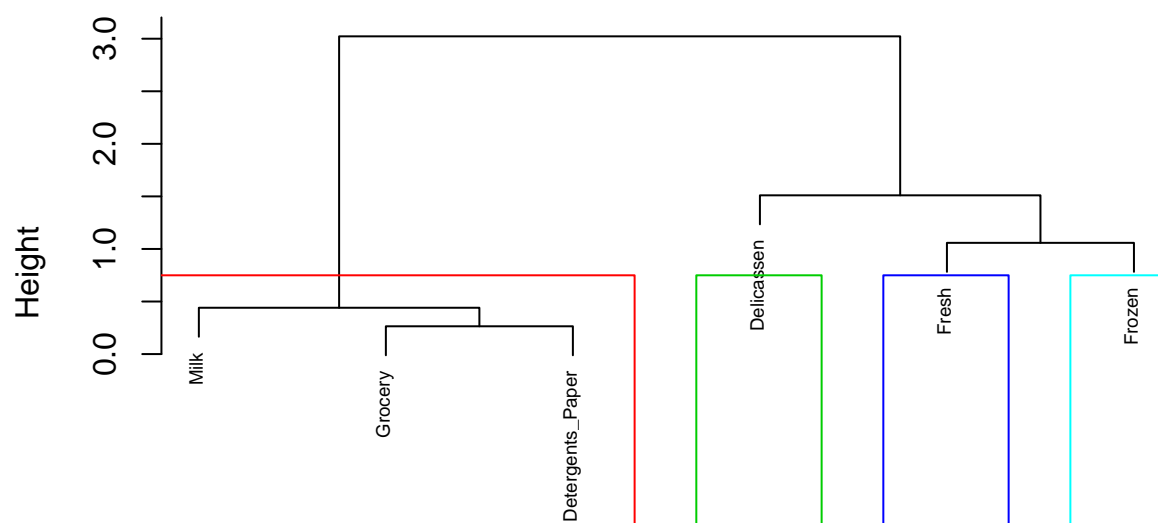 Height
3.0
2.0
1.0
0.0
Milk
Grocery
Detergents_Paper
Delicassen
Fresh
Frozen